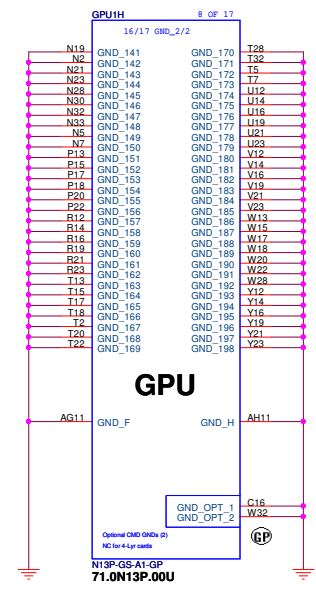 GPU1H 8 OF 17
16/17 GND_2/2
N19 GND_141 GND_170 T28
N2 GND_142 GND_171 T32
N21 GND_143 GND_172 T5
N23 GND_144 GND_173 T7
N28 GND_145 GND_174 U12
N30 GND_146 GND_175 U14
N32 GND_147 GND_176 U16
N33 GND_148 GND_177 U19
N5 GND_149 GND_178 U21
N7 GND_150 GND_179 U23
P13 GND_151 GND_180 V12
P15 GND_152 GND_181 V14
P17 GND_153 GND_182 V16
P18 GND_154 GND_183 V19
P20 GND_155 GND_184 V21
P22 GND_156 GND_185 V23
R12 GND_157 GND_186 W13
R14 GND_158 GND_187 W15
R16 GND_159 GND_188 W17
R19 GND_160 GND_189 W18
R21 GND_161 GND_190 W20
R23 GND_162 GND_191 W22
T13 GND_163 GND_192 W28
T15 GND_164 GND_193 Y12
T17 GND_165 GND_194 Y14
T18 GND_166 GND_195 Y16
T2 GND_167 GND_196 Y19
T20 GND_168 GND_197 Y21
T22 GND_169 GND_198 Y23
GPU
AG11 GND_F GND_H AH11
GND_OPT_1 C16
GND_OPT_2 W32
Optional CMD GNDs (2)
NC for 4-Lyr cards
GP
N13P-GS-A1-GP
71.0N13P.00U